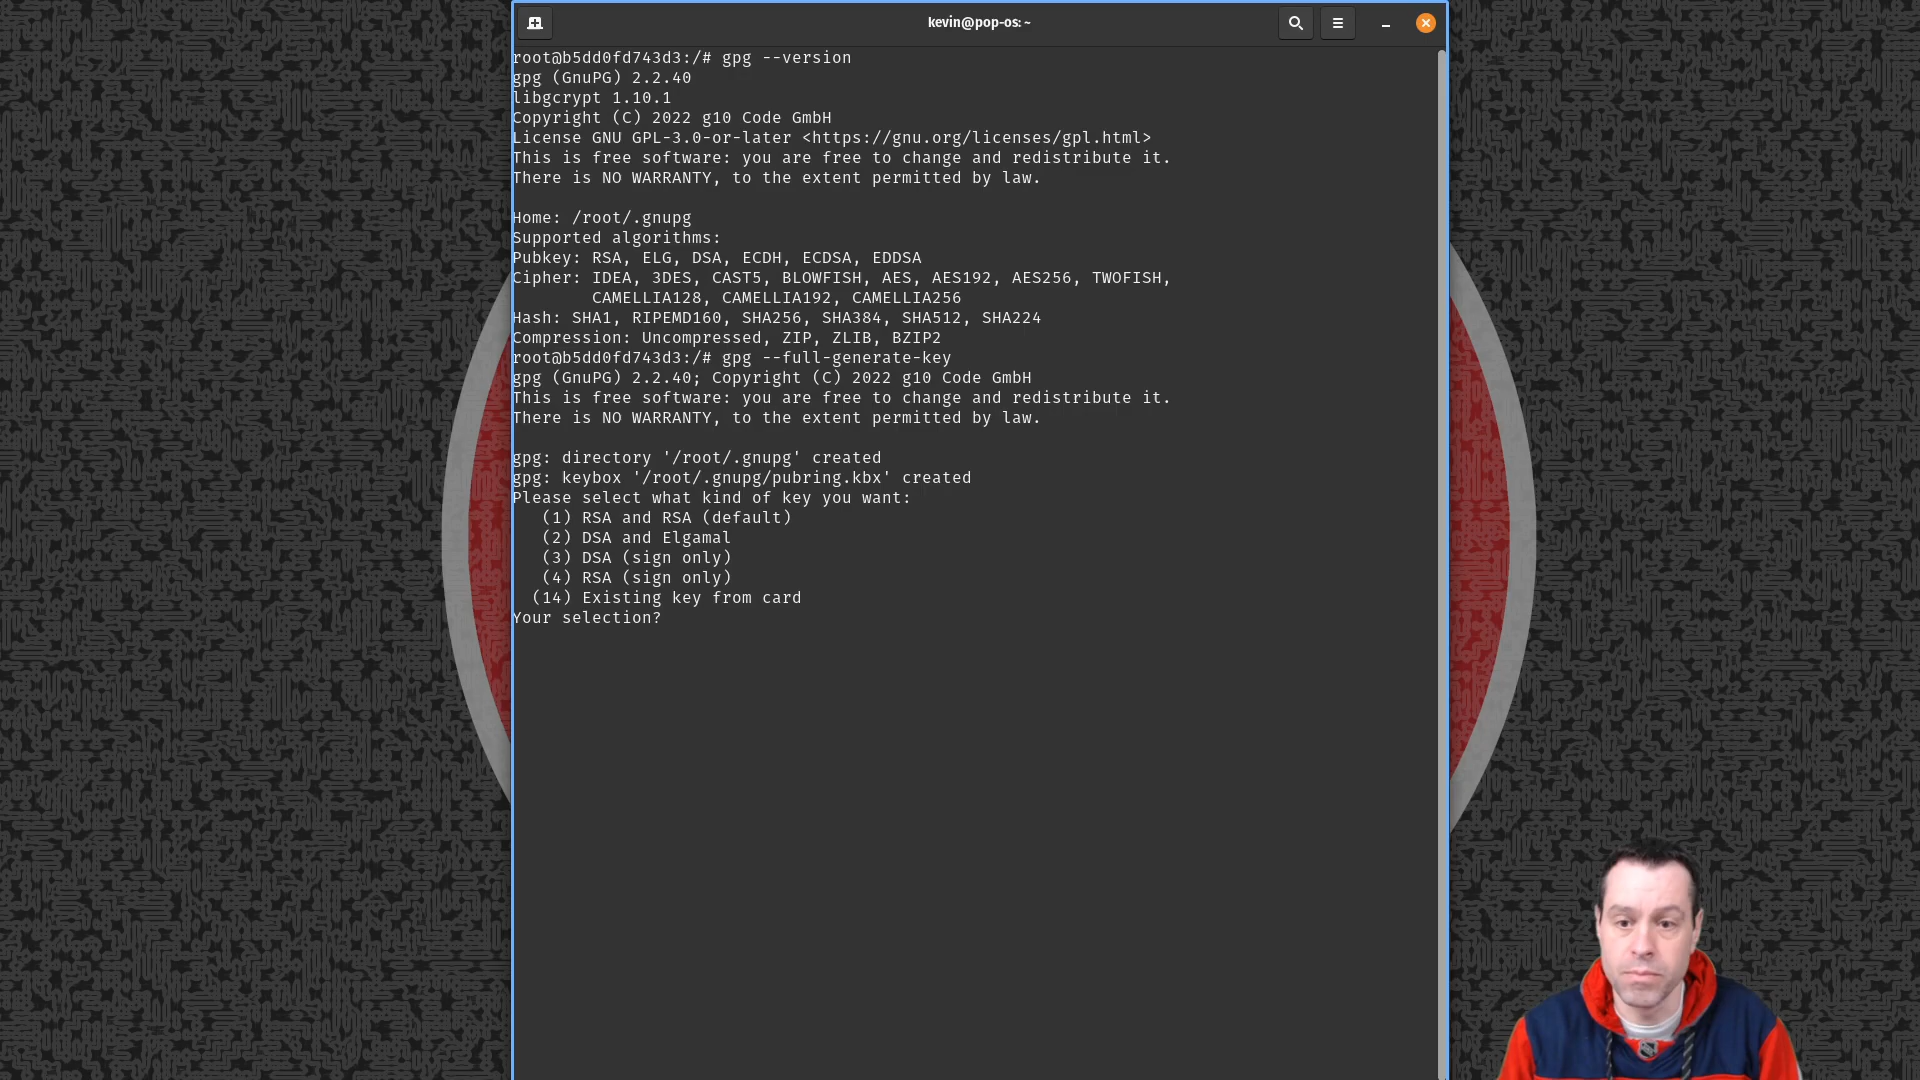 kevin@pop-os: ~
root@b5dd0fd743d3:/# gpg --version
gpg (GnuPG) 2.2.40
libgcrypt 1.10.1
Copyright (C) 2022 g10 Code GmbH
License GNU GPL-3.0-or-later <https://gnu.org/licenses/gpl.html>
This is free software: you are free to change and redistribute it.
There is NO WARRANTY, to the extent permitted by law.

Home: /root/.gnupg
Supported algorithms:
Pubkey: RSA, ELG, DSA, ECDH, ECDSA, EDDSA
Cipher: IDEA, 3DES, CAST5, BLOWFISH, AES, AES192, AES256, TWOFISH,
        CAMELLIA128, CAMELLIA192, CAMELLIA256
Hash: SHA1, RIPEMD160, SHA256, SHA384, SHA512, SHA224
Compression: Uncompressed, ZIP, ZLIB, BZIP2
root@b5dd0fd743d3:/# gpg --full-generate-key
gpg (GnuPG) 2.2.40; Copyright (C) 2022 g10 Code GmbH
This is free software: you are free to change and redistribute it.
There is NO WARRANTY, to the extent permitted by law.

gpg: directory '/root/.gnupg' created
gpg: keybox '/root/.gnupg/pubring.kbx' created
Please select what kind of key you want:
   (1) RSA and RSA (default)
   (2) DSA and Elgamal
   (3) DSA (sign only)
   (4) RSA (sign only)
  (14) Existing key from card
Your selection?